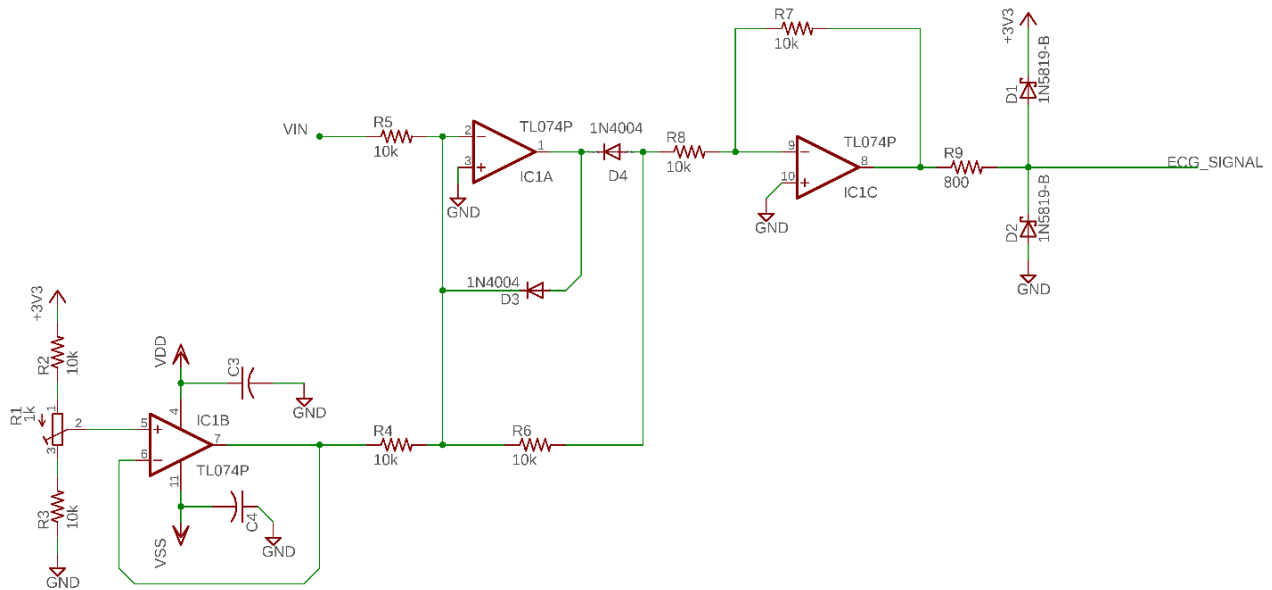 R7
10k
+3V3
D1
1N5819-B
VIN
R5
10k
2
3
TL074P
1
IC1A
GND
1N4004
D4
R8
10k
9
10
TL074P
8
IC1C
GND
R9
800
ECG_SIGNAL
D2
1N5819-B
GND
1N4004
D3
+3V3
R2
10k
R1
1k
1
2
3
R3
10k
GND
VDD
C3
GND
4
5
6
IC1B
7
TL074P
11
C4
GND
VSS
R4
10k
R6
10k